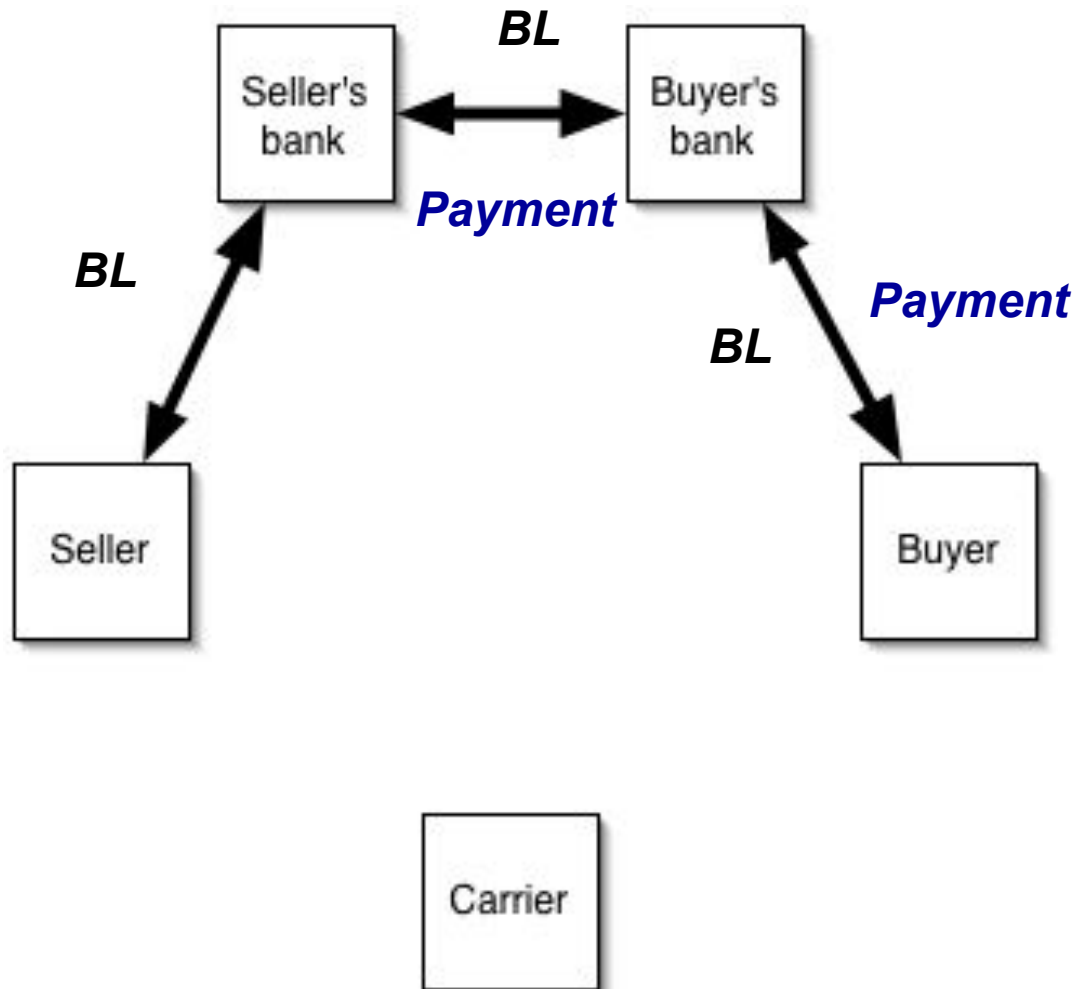 BL
Seller's
bank
Buyer's
bank
Payment
BL
Payment
BL
Seller
Buyer
Carrier